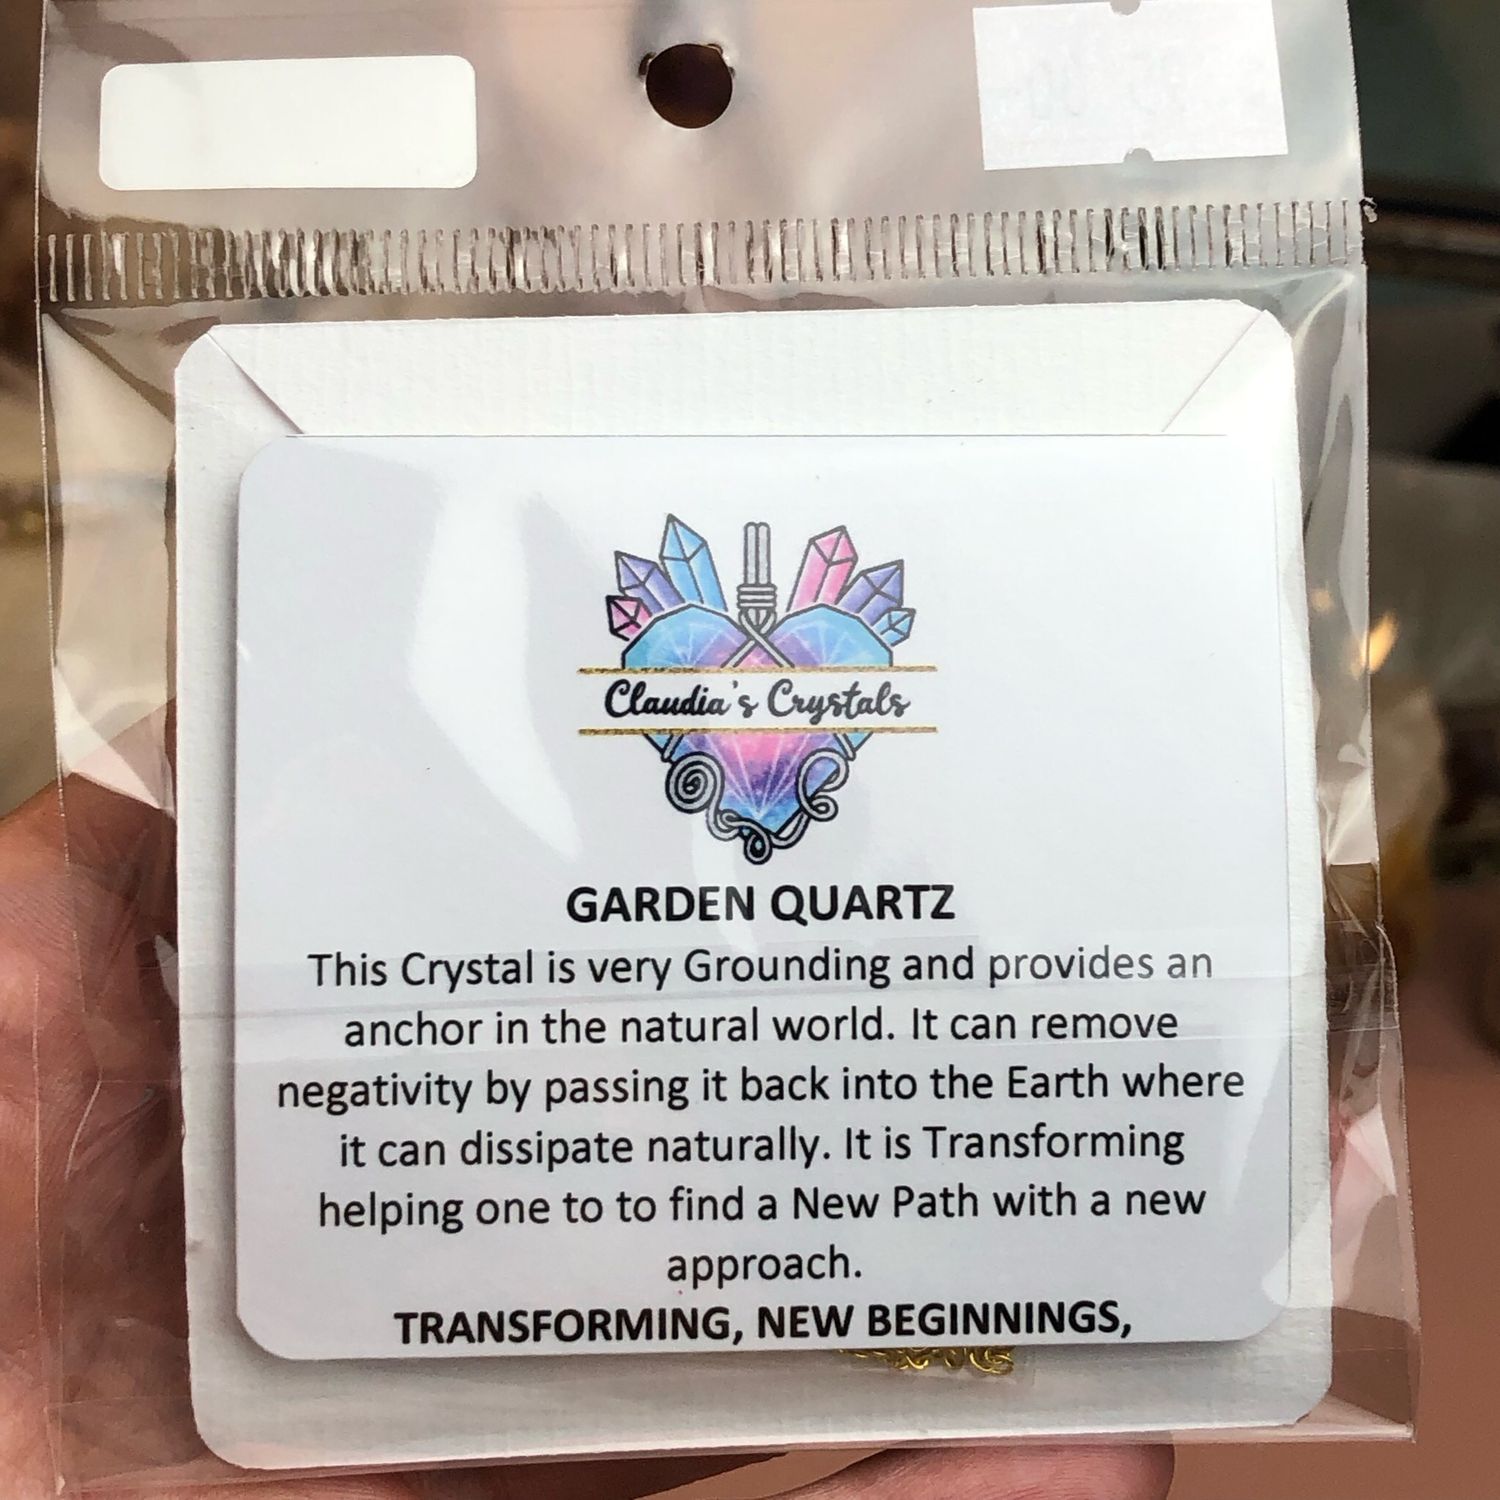 Claudia's Crystals
GARDEN QUARTZ
This Crystal is very Grounding and provides an
anchor in the natural world. It can remove
negativity by passing it back into the Earth where
it can dissipate naturally. It is Transforming
helping one to to find a New Path with a new
approach.
TRANSFORMING, NEW BEGINNINGS,